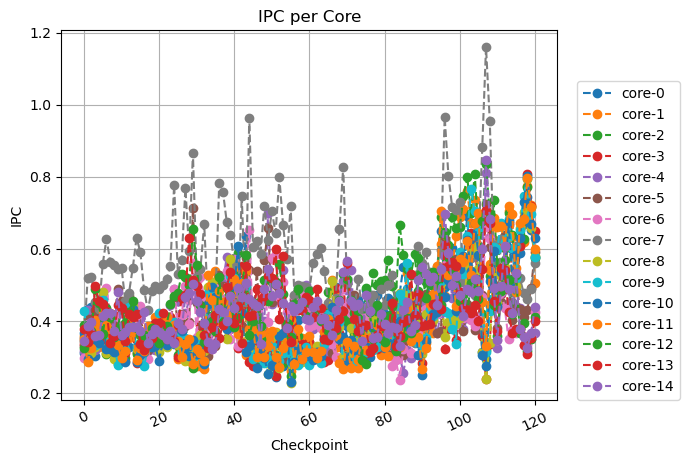 IPC per Core
IPC
1.2
1.0
0.8
0.6
0.4
0.2
0
20
40
60
80
100
120
Checkpoint
core-0
core-1
core-2
core-3
core-4
core-5
core-6
core-7
core-8
core-9
core-10
core-11
core-12
core-13
core-14